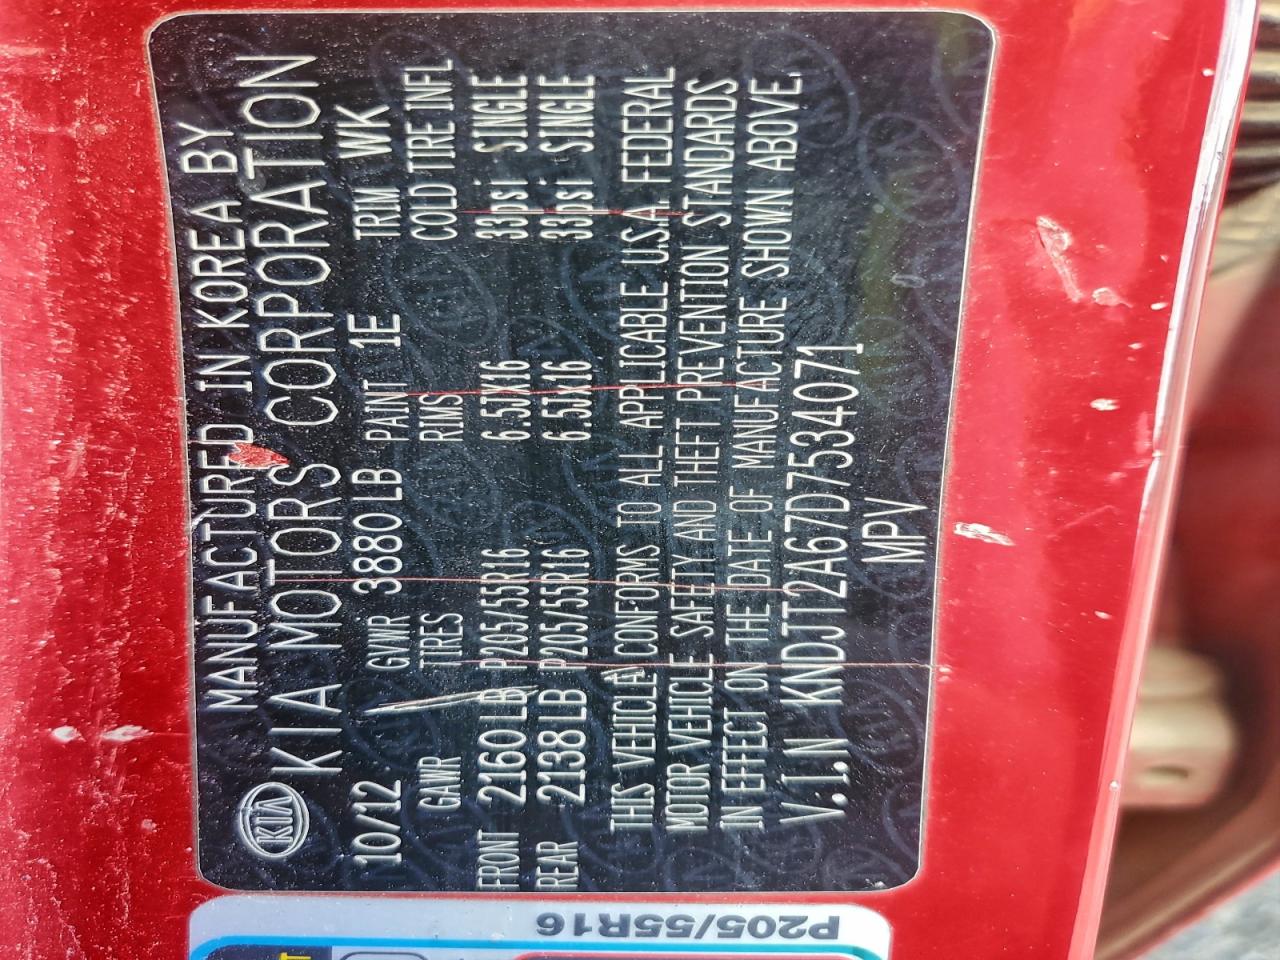 MANUFACTURED IN KOREA BY
KIA KIA MOTORS CORPORATION
10/12 GVWR 3880LB PAINT 1E TRIM WK
GAWR TIRES RIMS COLD TIRE INFL
FRONT 2160LB P205/55R16 6.5JX16 33psi SINGLE
REAR 2138LB P205/55R16 6.5JX16 33psi SINGLE
THIS VEHICLE CONFORMS TO ALL APPLICABLE U.S.A. FEDERAL
MOTOR VEHICLE SAFETY AND THEFT PREVENTION STANDARDS
IN EFFECT ON THE DATE OF MANUFACTURE SHOWN ABOVE.
V.I.N KNDJT2A67D7534071
MPV
P205/55R16